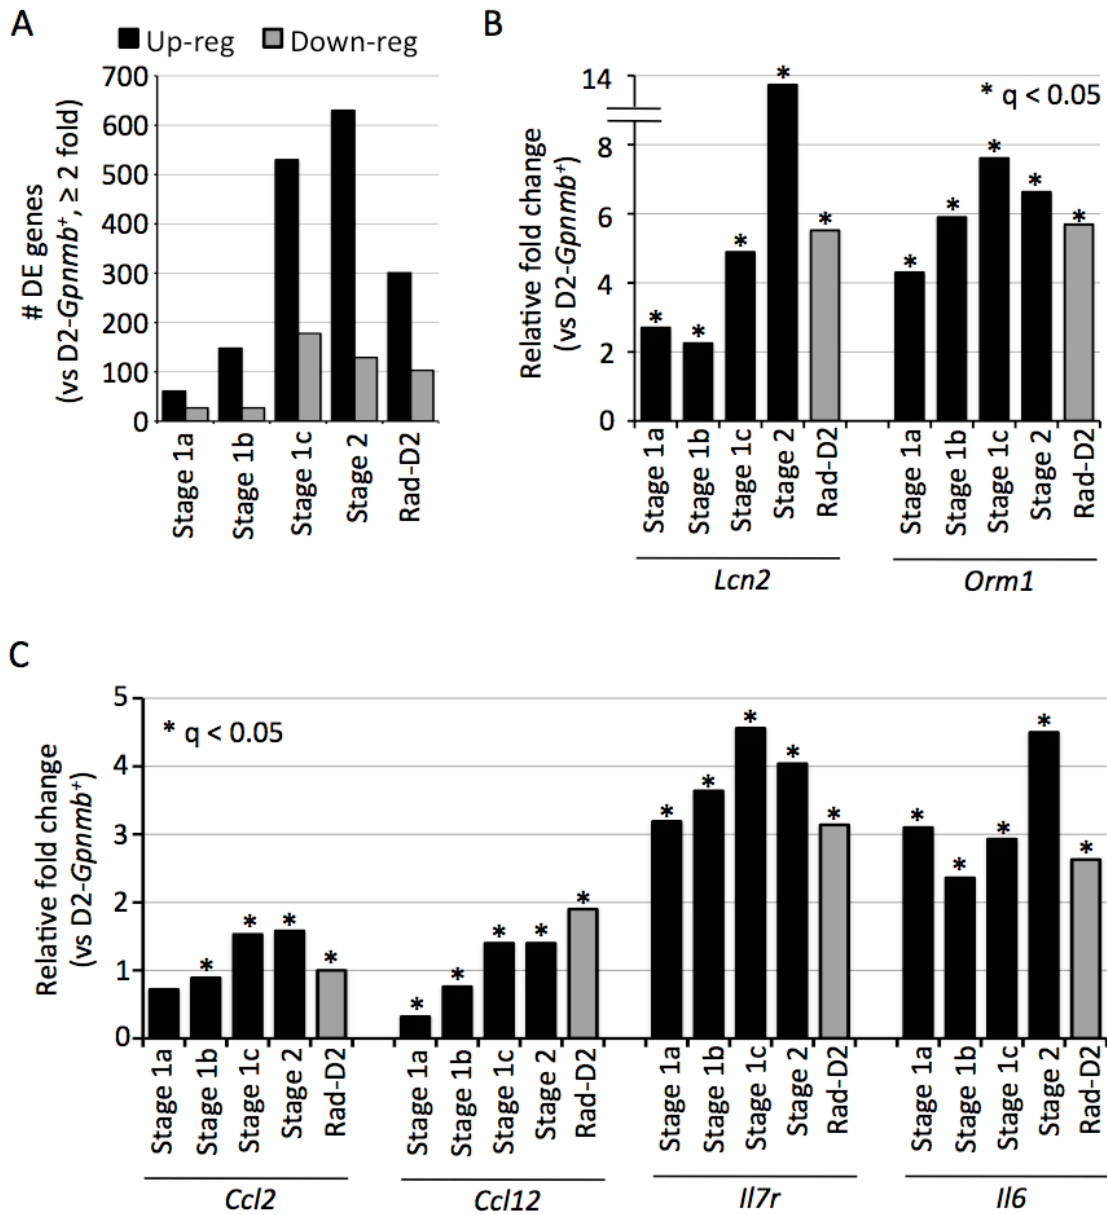 A
Up-reg Down-reg
# DE genes
(vs D2-Gpnmb+, ≥ 2 fold)
700
600
500
400
300
200
100
0
Stage 1a
Stage 1b
Stage 1c
Stage 2
Rad-D2
B
Relative fold change
(vs D2-Gpnmb+)
* q < 0.05
14
8
6
4
2
0
* * * * * * * * * *
Stage 1a
Stage 1b
Stage 1c
Stage 2
Rad-D2
Stage 1a
Stage 1b
Stage 1c
Stage 2
Rad-D2
Lcn2 Orm1
C
Relative fold change
(vs D2-Gpnmb+)
* q < 0.05
5
4
3
2
1
0
* * * * * * * * * * * * * * * * * * *
Stage 1a
Stage 1b
Stage 1c
Stage 2
Rad-D2
Stage 1a
Stage 1b
Stage 1c
Stage 2
Rad-D2
Stage 1a
Stage 1b
Stage 1c
Stage 2
Rad-D2
Stage 1a
Stage 1b
Stage 1c
Stage 2
Rad-D2
Ccl2 Ccl12 Il7r Il6